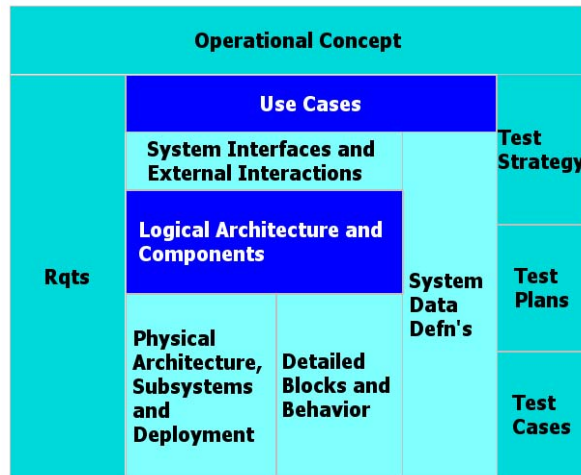 Operational Concept
Use Cases
Test
Strategy
System Interfaces and
External Interactions
Logical Architecture and
Components
Rqts
System
Data
Defn's
Test
Plans
Physical
Architecture,
Subsystems
and
Deployment
Detailed
Blocks and
Behavior
Test
Cases